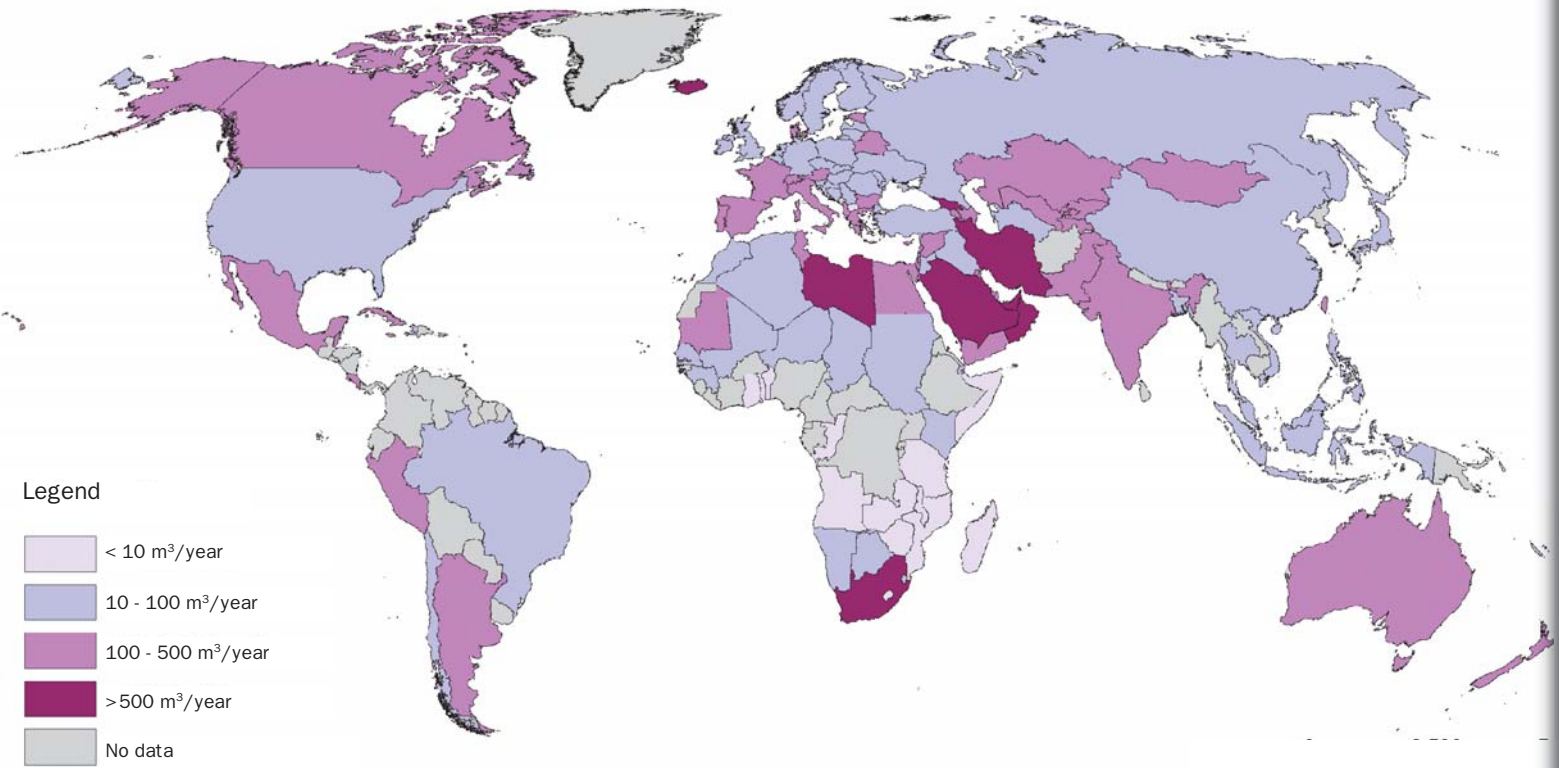 Legend
< 10 m³/year
10 - 100 m³/year
100 - 500 m³/year
>500 m³/year
No data